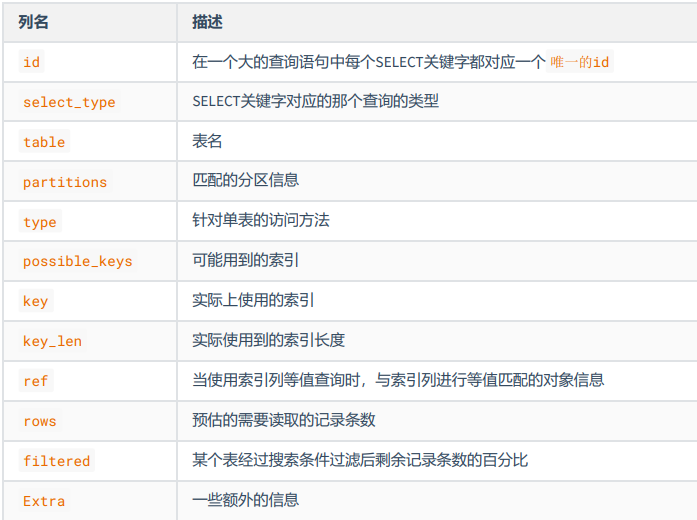 列名 描述
id 在一个大的查询语句中每个SELECT关键字都对应一个 唯一的id
select_type SELECT关键字对应的那个查询的类型
table 表名
partitions 匹配的分区信息
type 针对单表的访问方法
possible_keys 可能用到的索引
key 实际上使用的索引
key_len 实际使用到的索引长度
ref 当使用索引列等值查询时，与索引列进行等值匹配的对象信息
rows 预估的需要读取的记录条数
filtered 某个表经过搜索条件过滤后剩余记录条数的百分比
Extra 一些额外的信息